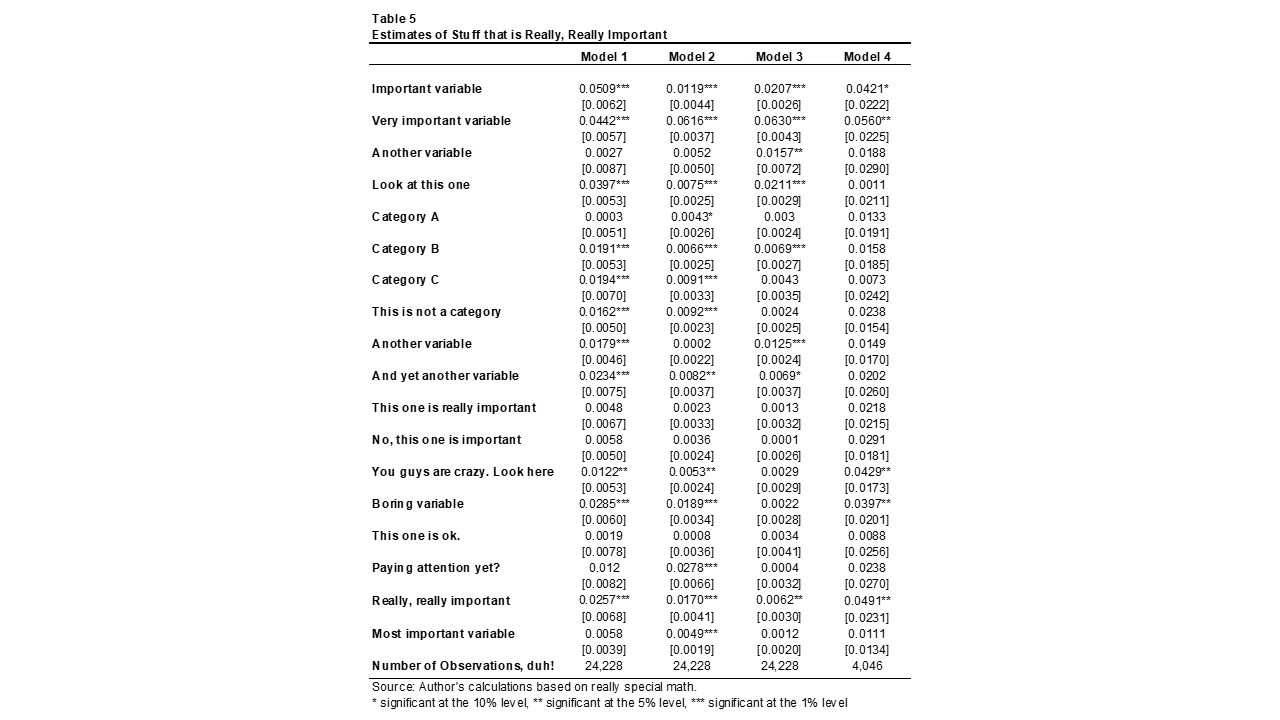 Table 5
Estimates of Stuff that is Really, Really Important
Model 1 Model 2 Model 3 Model 4
Important variable 0.0509*** 0.0119*** 0.0207*** 0.0421*
[0.0062] [0.0044] [0.0026] [0.0222]
Very important variable 0.0442*** 0.0616*** 0.0630*** 0.0560**
[0.0057] [0.0037] [0.0043] [0.0225]
Another variable 0.0027 0.0052 0.0157** 0.0188
[0.0087] [0.0050] [0.0072] [0.0290]
Look at this one 0.0397*** 0.0075*** 0.0211*** 0.0011
[0.0053] [0.0025] [0.0029] [0.0211]
Category A 0.0003 0.0043* 0.003 0.0133
[0.0051] [0.0026] [0.0024] [0.0191]
Category B 0.0191*** 0.0066*** 0.0069*** 0.0158
[0.0053] [0.0025] [0.0027] [0.0185]
Category C 0.0194*** 0.0091*** 0.0043 0.0073
[0.0070] [0.0033] [0.0035] [0.0242]
This is not a category 0.0162*** 0.0092*** 0.0024 0.0238
[0.0050] [0.0023] [0.0025] [0.0154]
Another variable 0.0179*** 0.0002 0.0125*** 0.0149
[0.0046] [0.0022] [0.0024] [0.0170]
And yet another variable 0.0234*** 0.0082** 0.0069* 0.0202
[0.0075] [0.0037] [0.0037] [0.0260]
This one is really important 0.0048 0.0023 0.0013 0.0218
[0.0067] [0.0033] [0.0032] [0.0215]
No, this one is important 0.0058 0.0036 0.0001 0.0291
[0.0050] [0.0024] [0.0026] [0.0181]
You guys are crazy. Look here 0.0122** 0.0053** 0.0029 0.0429**
[0.0053] [0.0024] [0.0029] [0.0173]
Boring variable 0.0285*** 0.0189*** 0.0022 0.0397**
[0.0060] [0.0034] [0.0028] [0.0201]
This one is ok. 0.0019 0.0008 0.0034 0.0088
[0.0078] [0.0036] [0.0041] [0.0256]
Paying attention yet? 0.012 0.0278*** 0.0004 0.0238
[0.0082] [0.0066] [0.0032] [0.0270]
Really, really important 0.0257*** 0.0170*** 0.0062** 0.0491**
[0.0068] [0.0041] [0.0030] [0.0231]
Most important variable 0.0058 0.0049*** 0.0012 0.0111
[0.0039] [0.0019] [0.0020] [0.0134]
Number of Observations, duh! 24,228 24,228 24,228 4,046
Source: Author's calculations based on really special math.
* significant at the 10% level, ** significant at the 5% level, *** significant at the 1% level